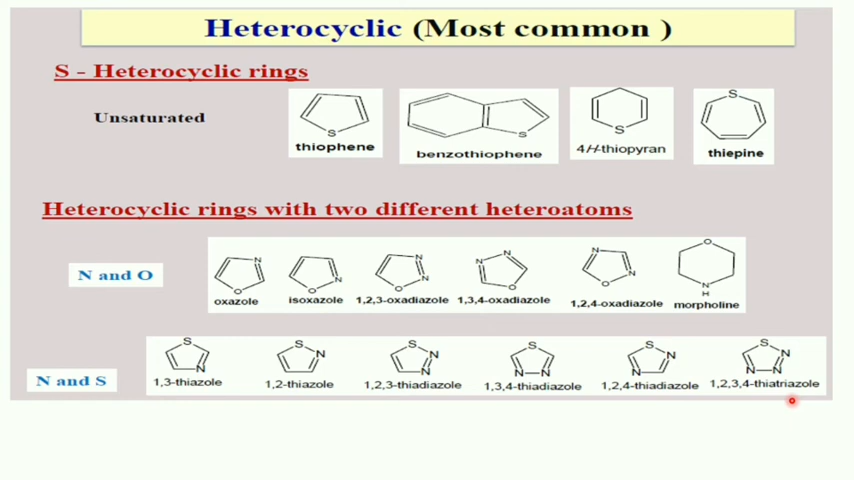 Heterocyclic (Most common )
S - Heterocyclic rings
Unsaturated
S
thiophene
S
benzothiophene
S
4H-thiopyran
S
thiepine
Heterocyclic rings with two different heteroatoms
N and O
N
O
oxazole
N
O
isoxazole
N
N
O
1,2,3-oxadiazole
N
N
O
1,3,4-oxadiazole
N
N
O
1,2,4-oxadiazole
O
N
H
morpholine
N and S
S
N
1,3-thiazole
S
N
1,2-thiazole
S
N
N
1,2,3-thiadiazole
S
N
N
1,3,4-thiadiazole
S
N
N
1,2,4-thiadiazole
S
N
N
N
1,2,3,4-thiatriazole